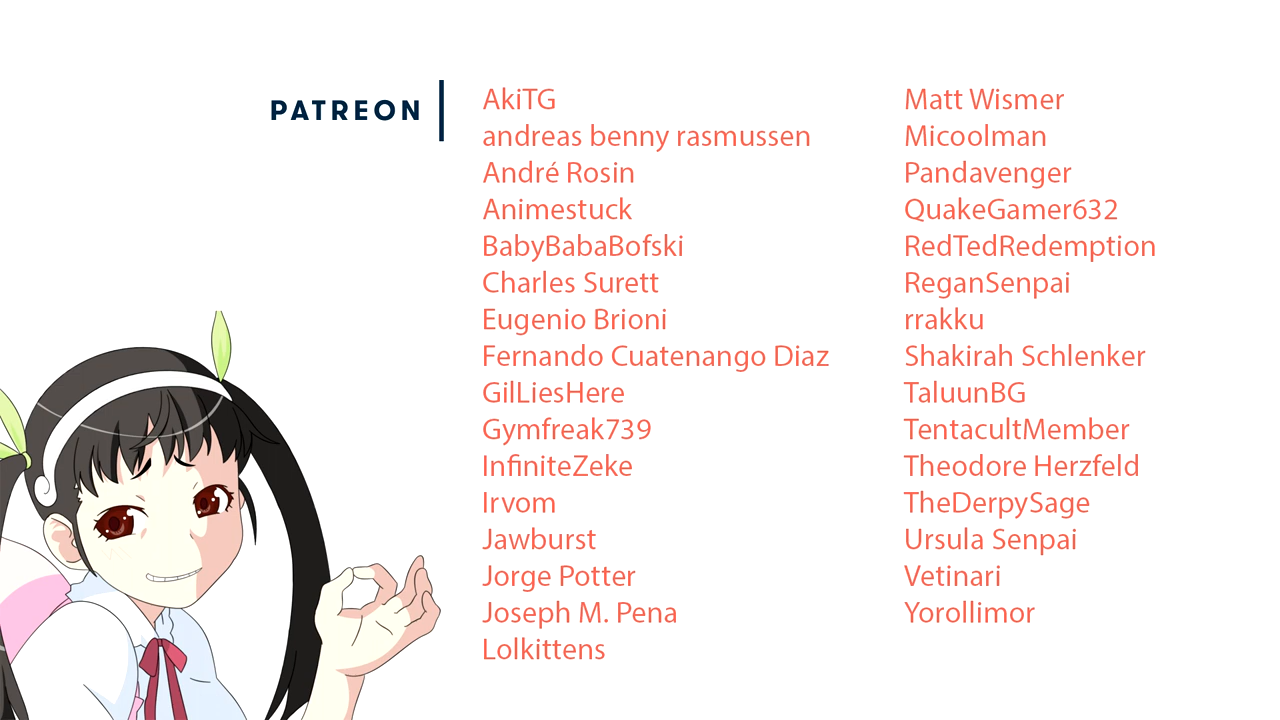 PATREON
AkiTG
andreas benny rasmussen
André Rosin
Animestuck
BabyBabaBofski
Charles Surett
Eugenio Brioni
Fernando Cuatenango Diaz
GilLiesHere
Gymfreak739
InfiniteZeke
Irvom
Jawburst
Jorge Potter
Joseph M. Pena
Lolkittens
Matt Wismer
Micoolman
Pandavenger
QuakeGamer632
RedTedRedemption
ReganSenpai
rrakku
Shakirah Schlenker
TaluunBG
TentacultMember
Theodore Herzfeld
TheDerpySage
Ursula Senpai
Vetinari
Yorollimor